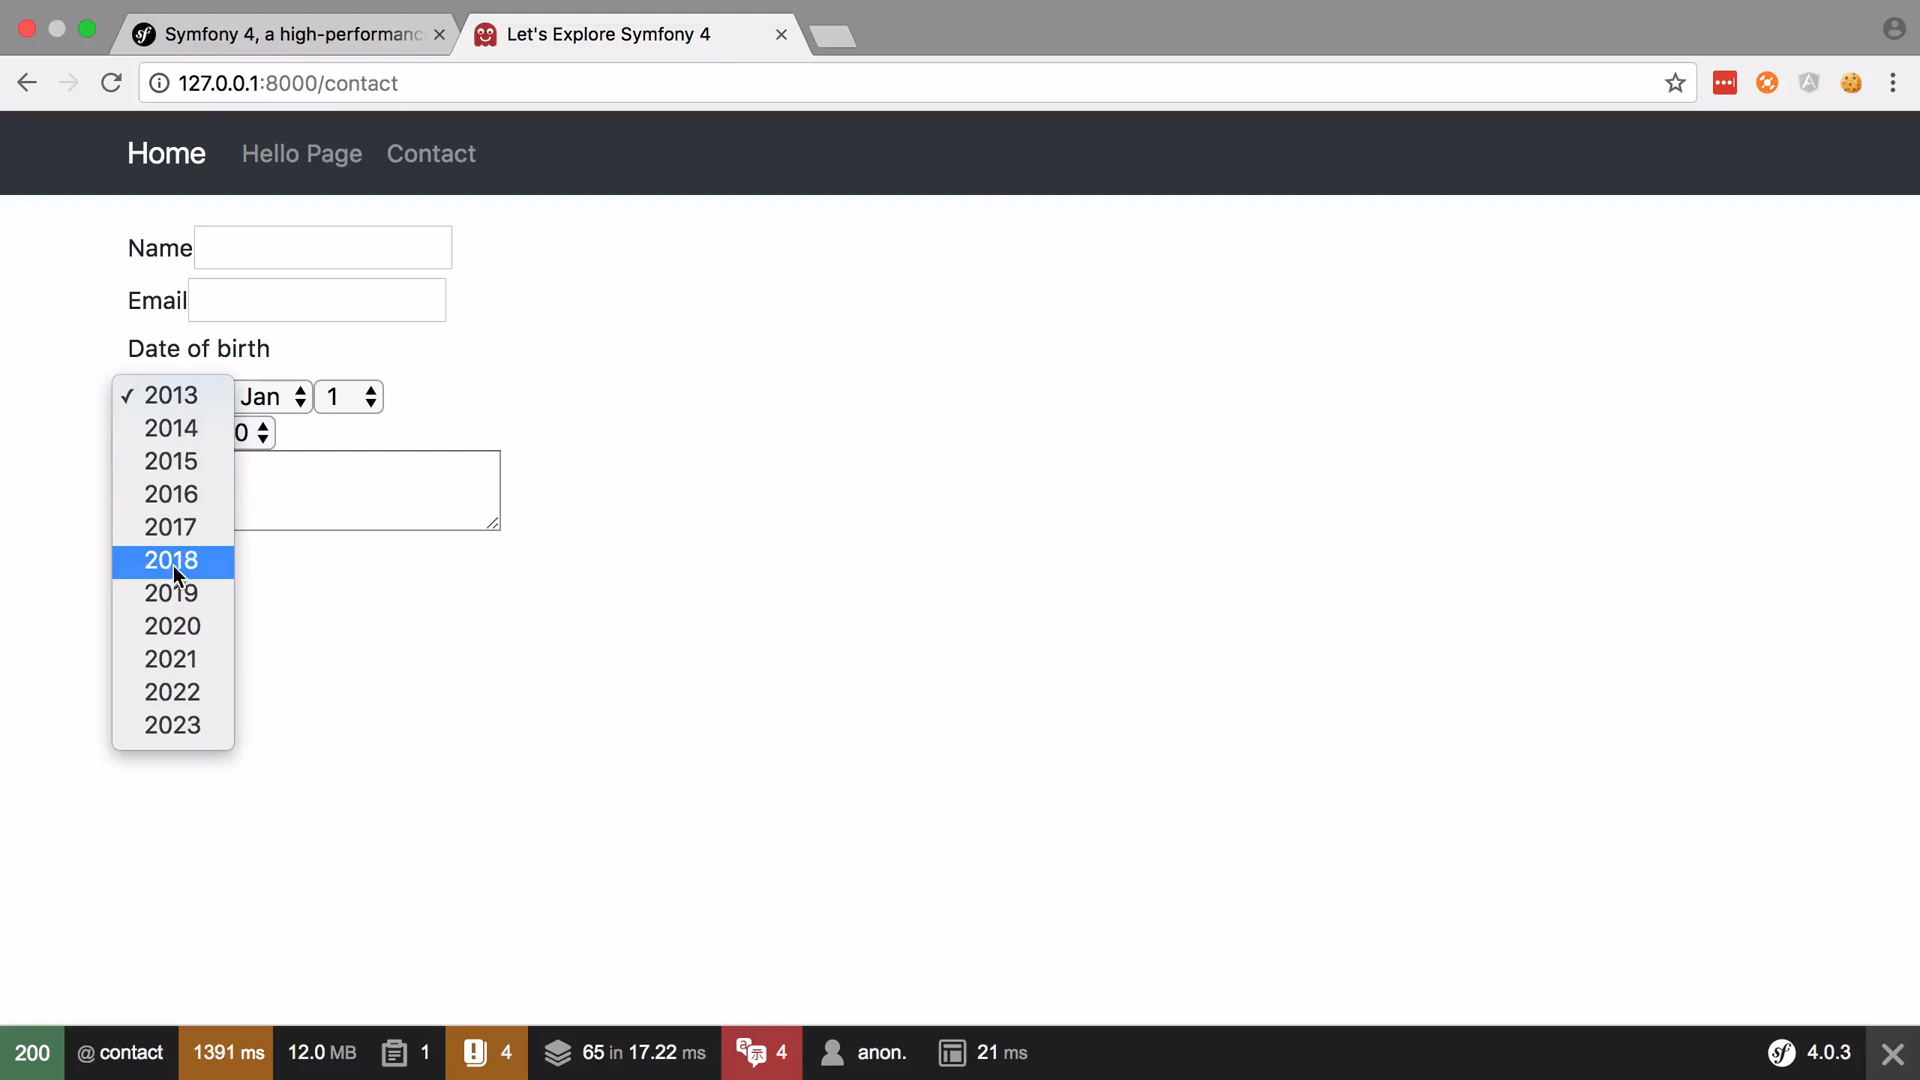 Symfony 4, a high-performanc
Let's Explore Symfony 4
127.0.0.1:8000/contact
Home Hello Page Contact
Name
Email
Date of birth
✓ 2013 Jan 1
2014 0
2015
2016
2017
2018
2019
2020
2021
2022
2023
200 @ contact 1391 ms 12.0 MB 1 4 65 in 17.22 ms 4 anon. 21 ms sf 4.0.3